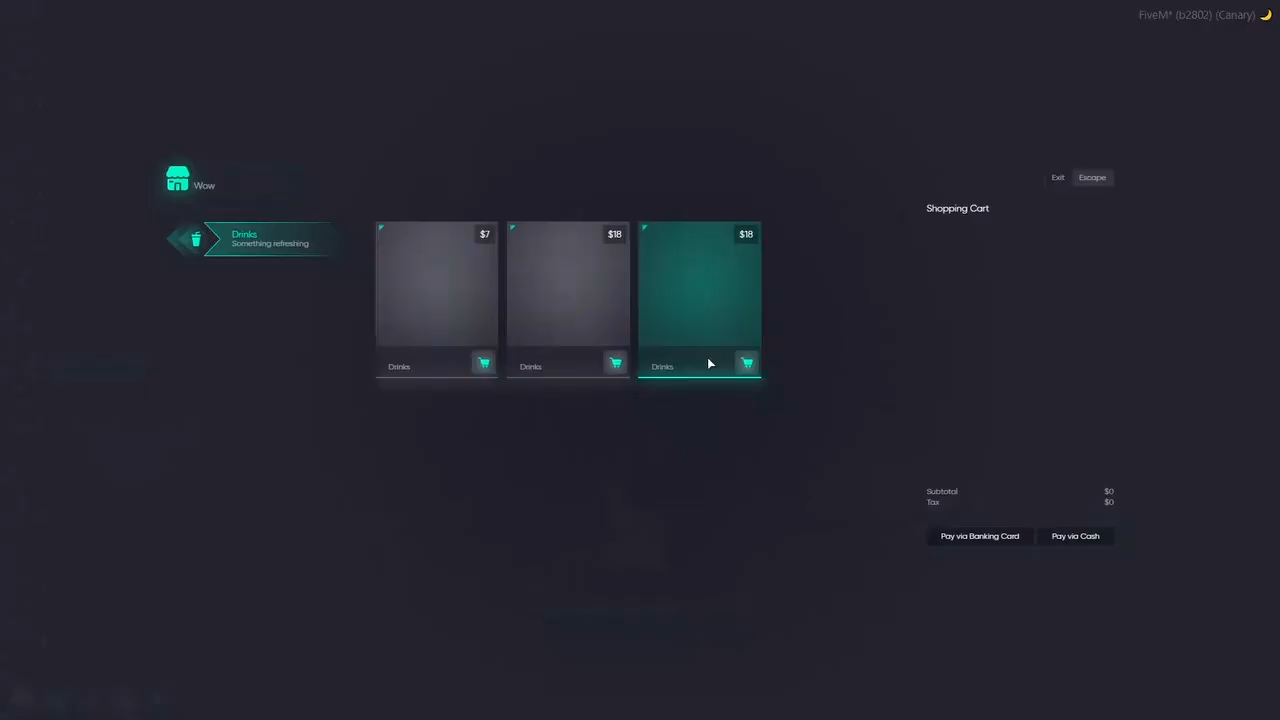 FiveM* (b2802) (Canary) 🌙
Wow
Exit Escape
Shopping Cart
Drinks
Something refreshing
$7
$18
$18
Drinks
Drinks
Drinks
Subtotal $0
Tax $0
Pay via Banking Card Pay via Cash